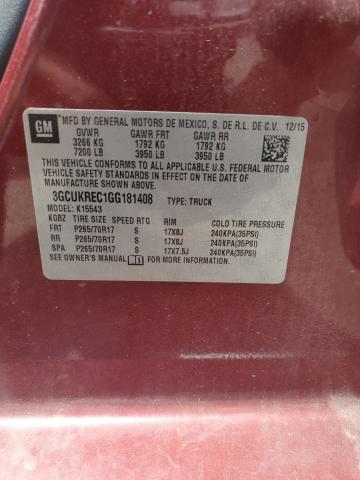 GM
MFD BY GENERAL MOTORS DE MEXICO, S. DE R.L. DE C.V. 12/15
GVWR GAWR FRT GAWR RR
3266 KG 1792 KG 1792 KG
7200 LB 3950 LB 3950 LB
THIS VEHICLE CONFORMS TO ALL APPLICABLE U.S. FEDERAL MOTOR
VEHICLE SAFETY STANDARDS IN EFFECT ON THE DATE OF
MANUFACTURE SHOWN ABOVE.
3GCUKREC1GG181408 TYPE: TRUCK
MODEL: K15543
KGBZ TIRE SIZE SPEED RTG RIM COLD TIRE PRESSURE
FRT P265/70R17 S 17X8J 240KPA(35PSI)
RR P265/70R17 S 17X8J 240KPA(35PSI)
SPA P265/70R17 S 17X7.5J 240KPA(35PSI)
SEE OWNER'S MANUAL FOR MORE INFORMATION.